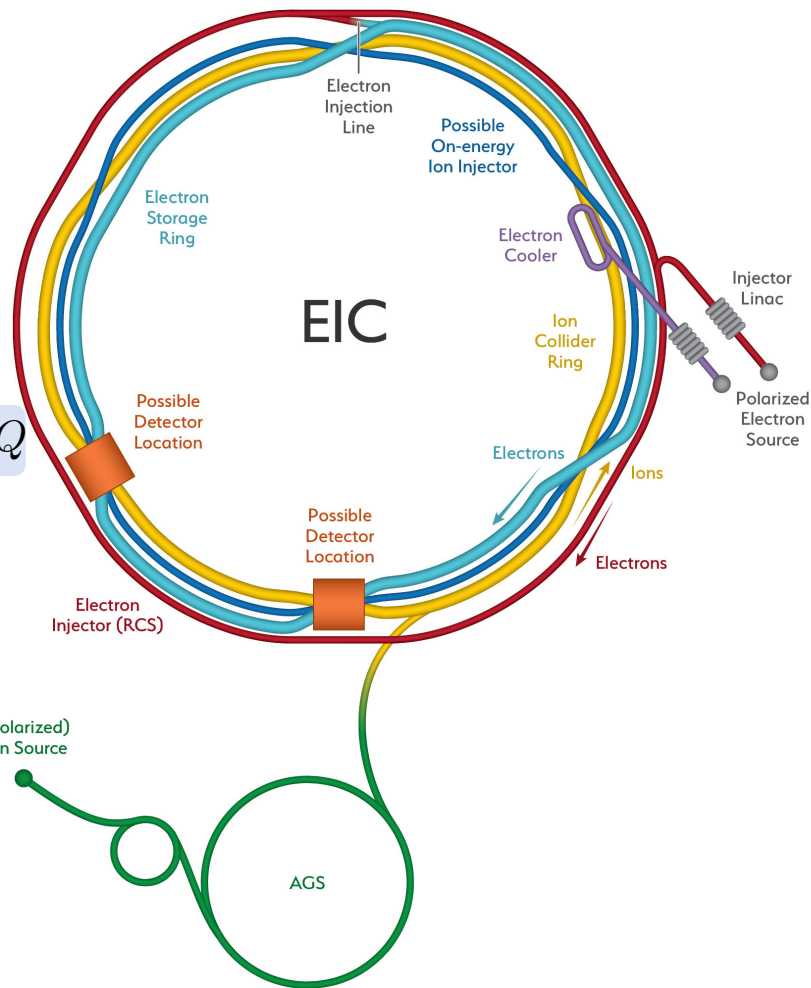 Electron
Injection
Line
Possible
On-energy
Ion Injector
Electron
Storage
Ring
Electron
Cooler
Injector
Linac
EIC
Ion
Collider
Ring
Possible
Detector
Location
Polarized
Electron
Source
Q
Electrons
Ions
Possible
Detector
Location
Electrons
Electron
Injector (RCS)
olarized)
n Source
AGS